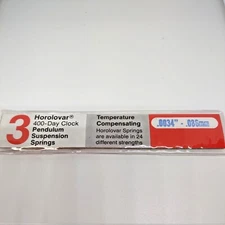 3
Horolovar®
400-Day Clock
Pendulum
Suspension
Springs
Temperature
Compensating
Horolovar Springs
are available in 24
different strengths
.0034" -